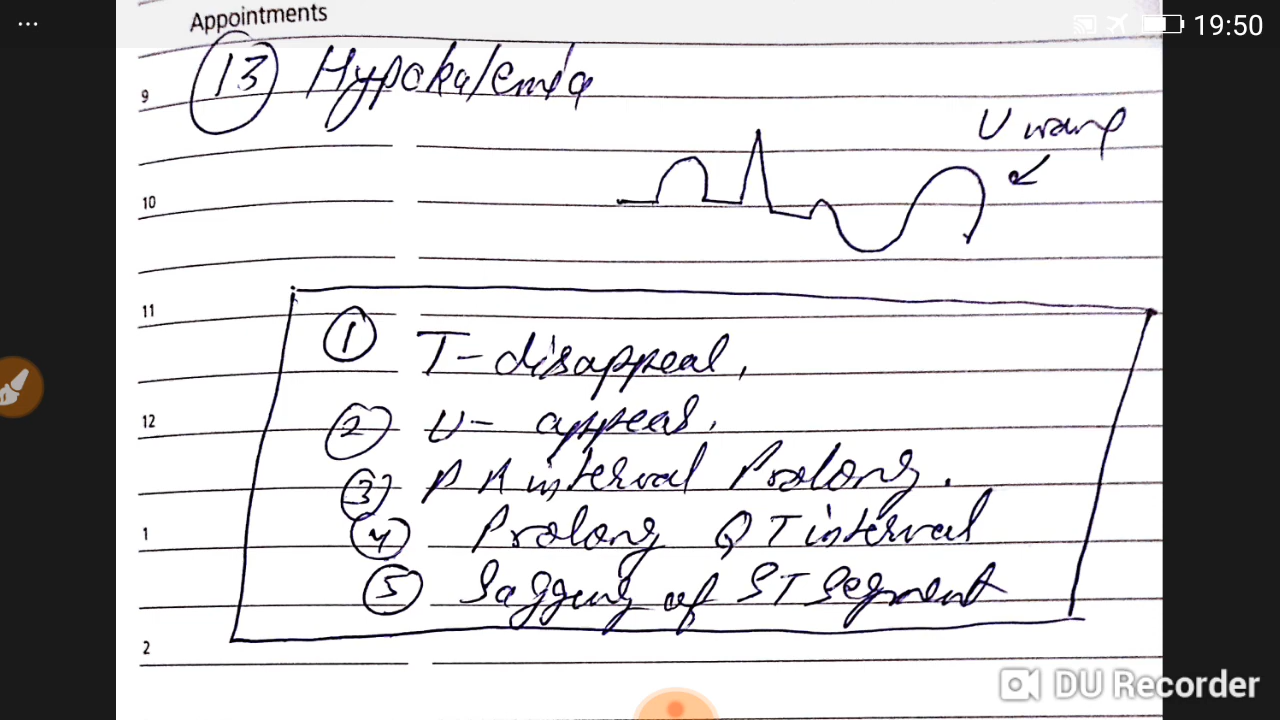 ...
19:50
Appointments
13 Hypokalemia
9
U wave
10
11
1 T-disappeal,
12
2 U- appeal.
3 PR interval Prolong.
1
4 Prolong QT interval
5 Sagging of ST Segment
2
DU Recorder